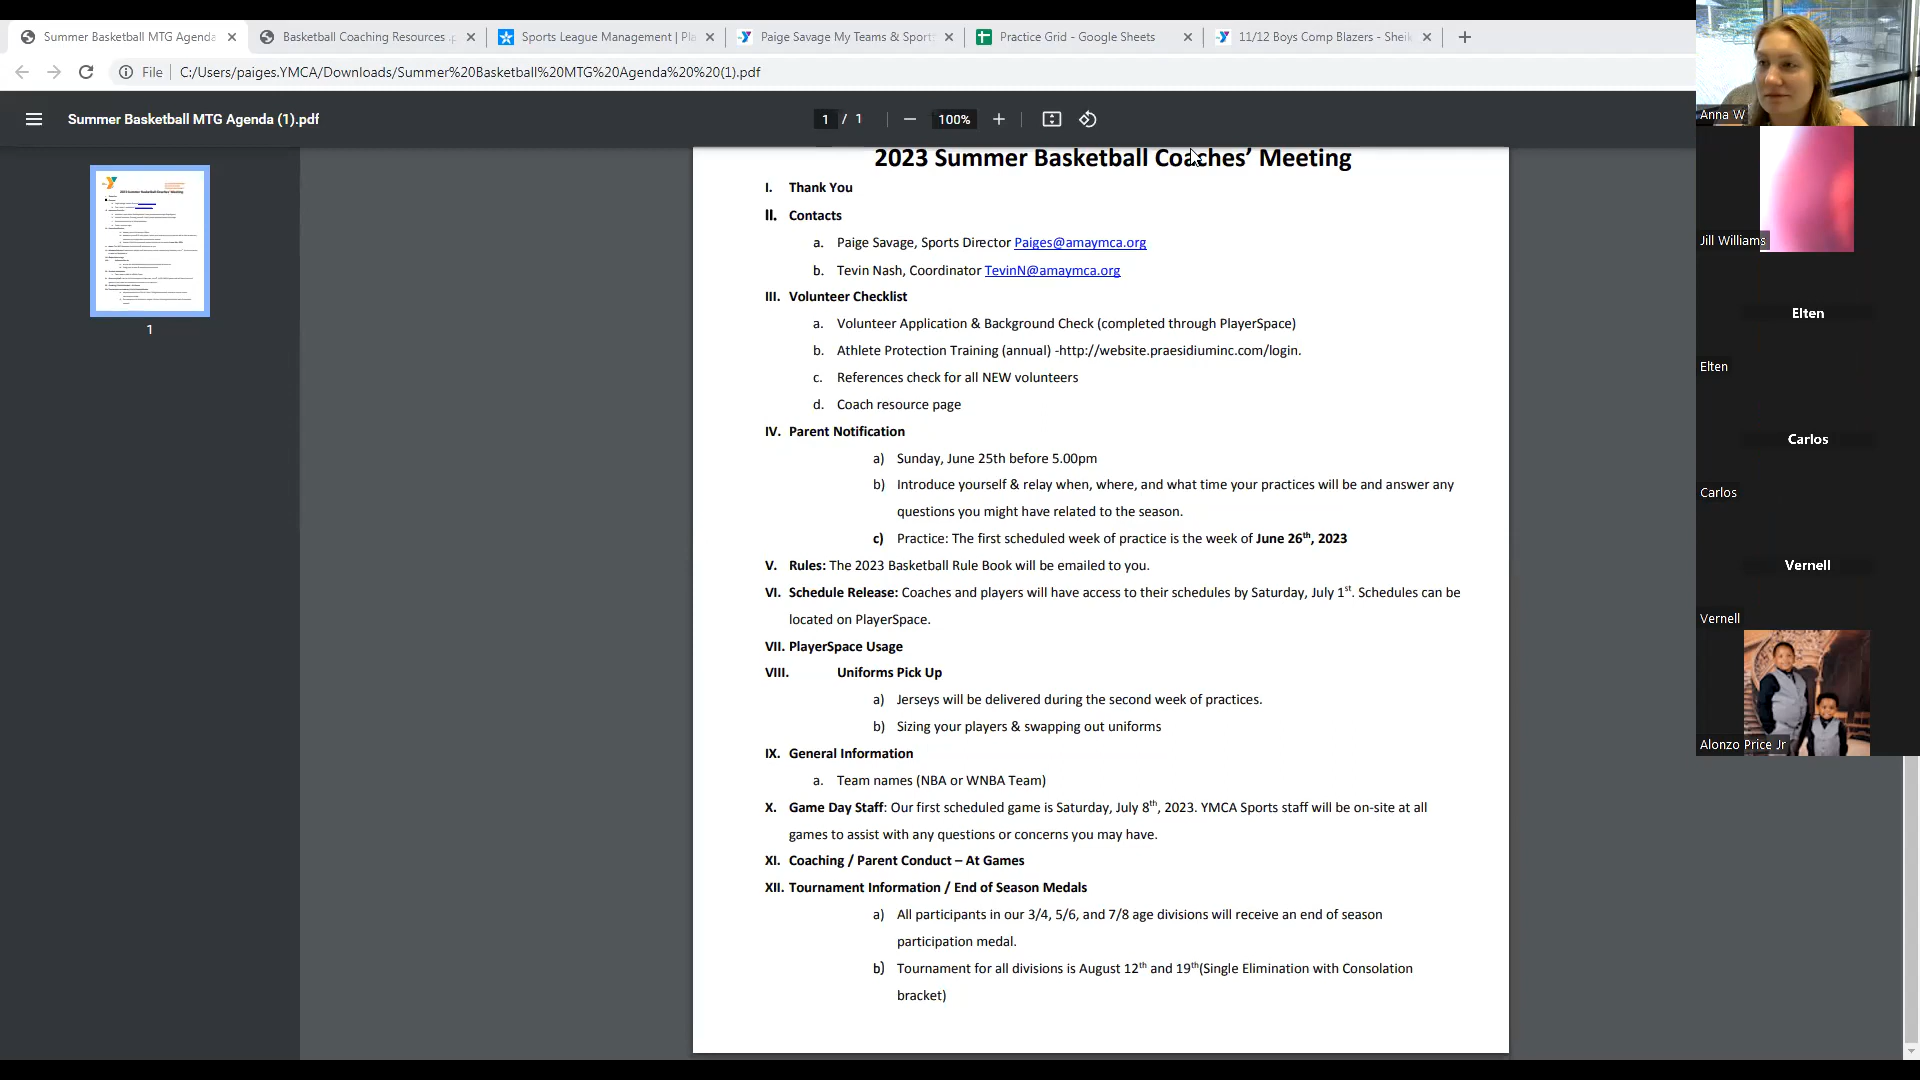 Summer Basketball MTG Agenda
Basketball Coaching Resources .p
Sports League Management | Pla
Paige Savage My Teams & Sports
Practice Grid - Google Sheets
11/12 Boys Comp Blazers - Sheik
File
C:/Users/paiges.YMCA/Downloads/Summer%20Basketball%20MTG%20Agenda%20%20(1).pdf
Summer Basketball MTG Agenda (1).pdf
1 / 1
100%
1
2023 Summer Basketball Coaches’ Meeting
I. Thank You
II. Contacts
a. Paige Savage, Sports Director Paiges@amaymca.org
b. Tevin Nash, Coordinator TevinN@amaymca.org
III. Volunteer Checklist
a. Volunteer Application & Background Check (completed through PlayerSpace)
b. Athlete Protection Training (annual) -http://website.praesidiuminc.com/login.
c. References check for all NEW volunteers
d. Coach resource page
IV. Parent Notification
a) Sunday, June 25th before 5.00pm
b) Introduce yourself & relay when, where, and what time your practices will be and answer any
questions you might have related to the season.
c) Practice: The first scheduled week of practice is the week of June 26th, 2023
V. Rules: The 2023 Basketball Rule Book will be emailed to you.
VI. Schedule Release: Coaches and players will have access to their schedules by Saturday, July 1st. Schedules can be
located on PlayerSpace.
VII. PlayerSpace Usage
VIII. Uniforms Pick Up
a) Jerseys will be delivered during the second week of practices.
b) Sizing your players & swapping out uniforms
IX. General Information
a. Team names (NBA or WNBA Team)
X. Game Day Staff: Our first scheduled game is Saturday, July 8th, 2023. YMCA Sports staff will be on-site at all
games to assist with any questions or concerns you may have.
XI. Coaching / Parent Conduct – At Games
XII. Tournament Information / End of Season Medals
a) All participants in our 3/4, 5/6, and 7/8 age divisions will receive an end of season
participation medal.
b) Tournament for all divisions is August 12th and 19th(Single Elimination with Consolation
bracket)
Anna W
Jill Williams
Elten
Elten
Carlos
Carlos
Vernell
Vernell
Alonzo Price Jr